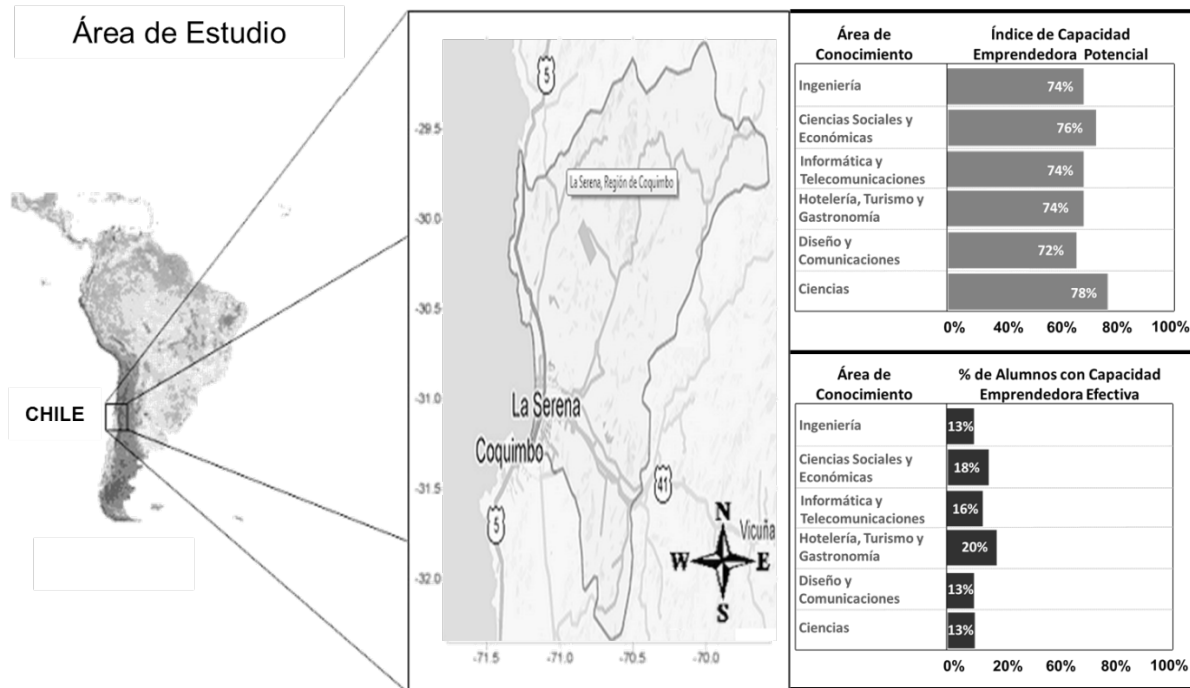 Área de Estudio
CHILE
-29.5
-30.0
-30.5
-31.0
-31.5
-32.0
-71.5
-71.0
-70.5
-70.0
5
La Serena, Región de Coquimbo
La Serena
Coquimbo
41
5
Vicuña
N
W
E
S
Área de
Conocimiento
Índice de Capacidad
Emprendedora Potencial
Ingeniería
74%
Ciencias Sociales y
Económicas
76%
Informática y
Telecomunicaciones
74%
Hotelería, Turismo y
Gastronomía
74%
Diseño y
Comunicaciones
72%
Ciencias
78%
0% 40% 60% 80% 100%
Área de
Conocimiento
% de Alumnos con Capacidad
Emprendedora Efectiva
Ingeniería
13%
Ciencias Sociales y
Económicas
18%
Informática y
Telecomunicaciones
16%
Hotelería, Turismo y
Gastronomía
20%
Diseño y
Comunicaciones
13%
Ciencias
13%
0% 20% 60% 80% 100%